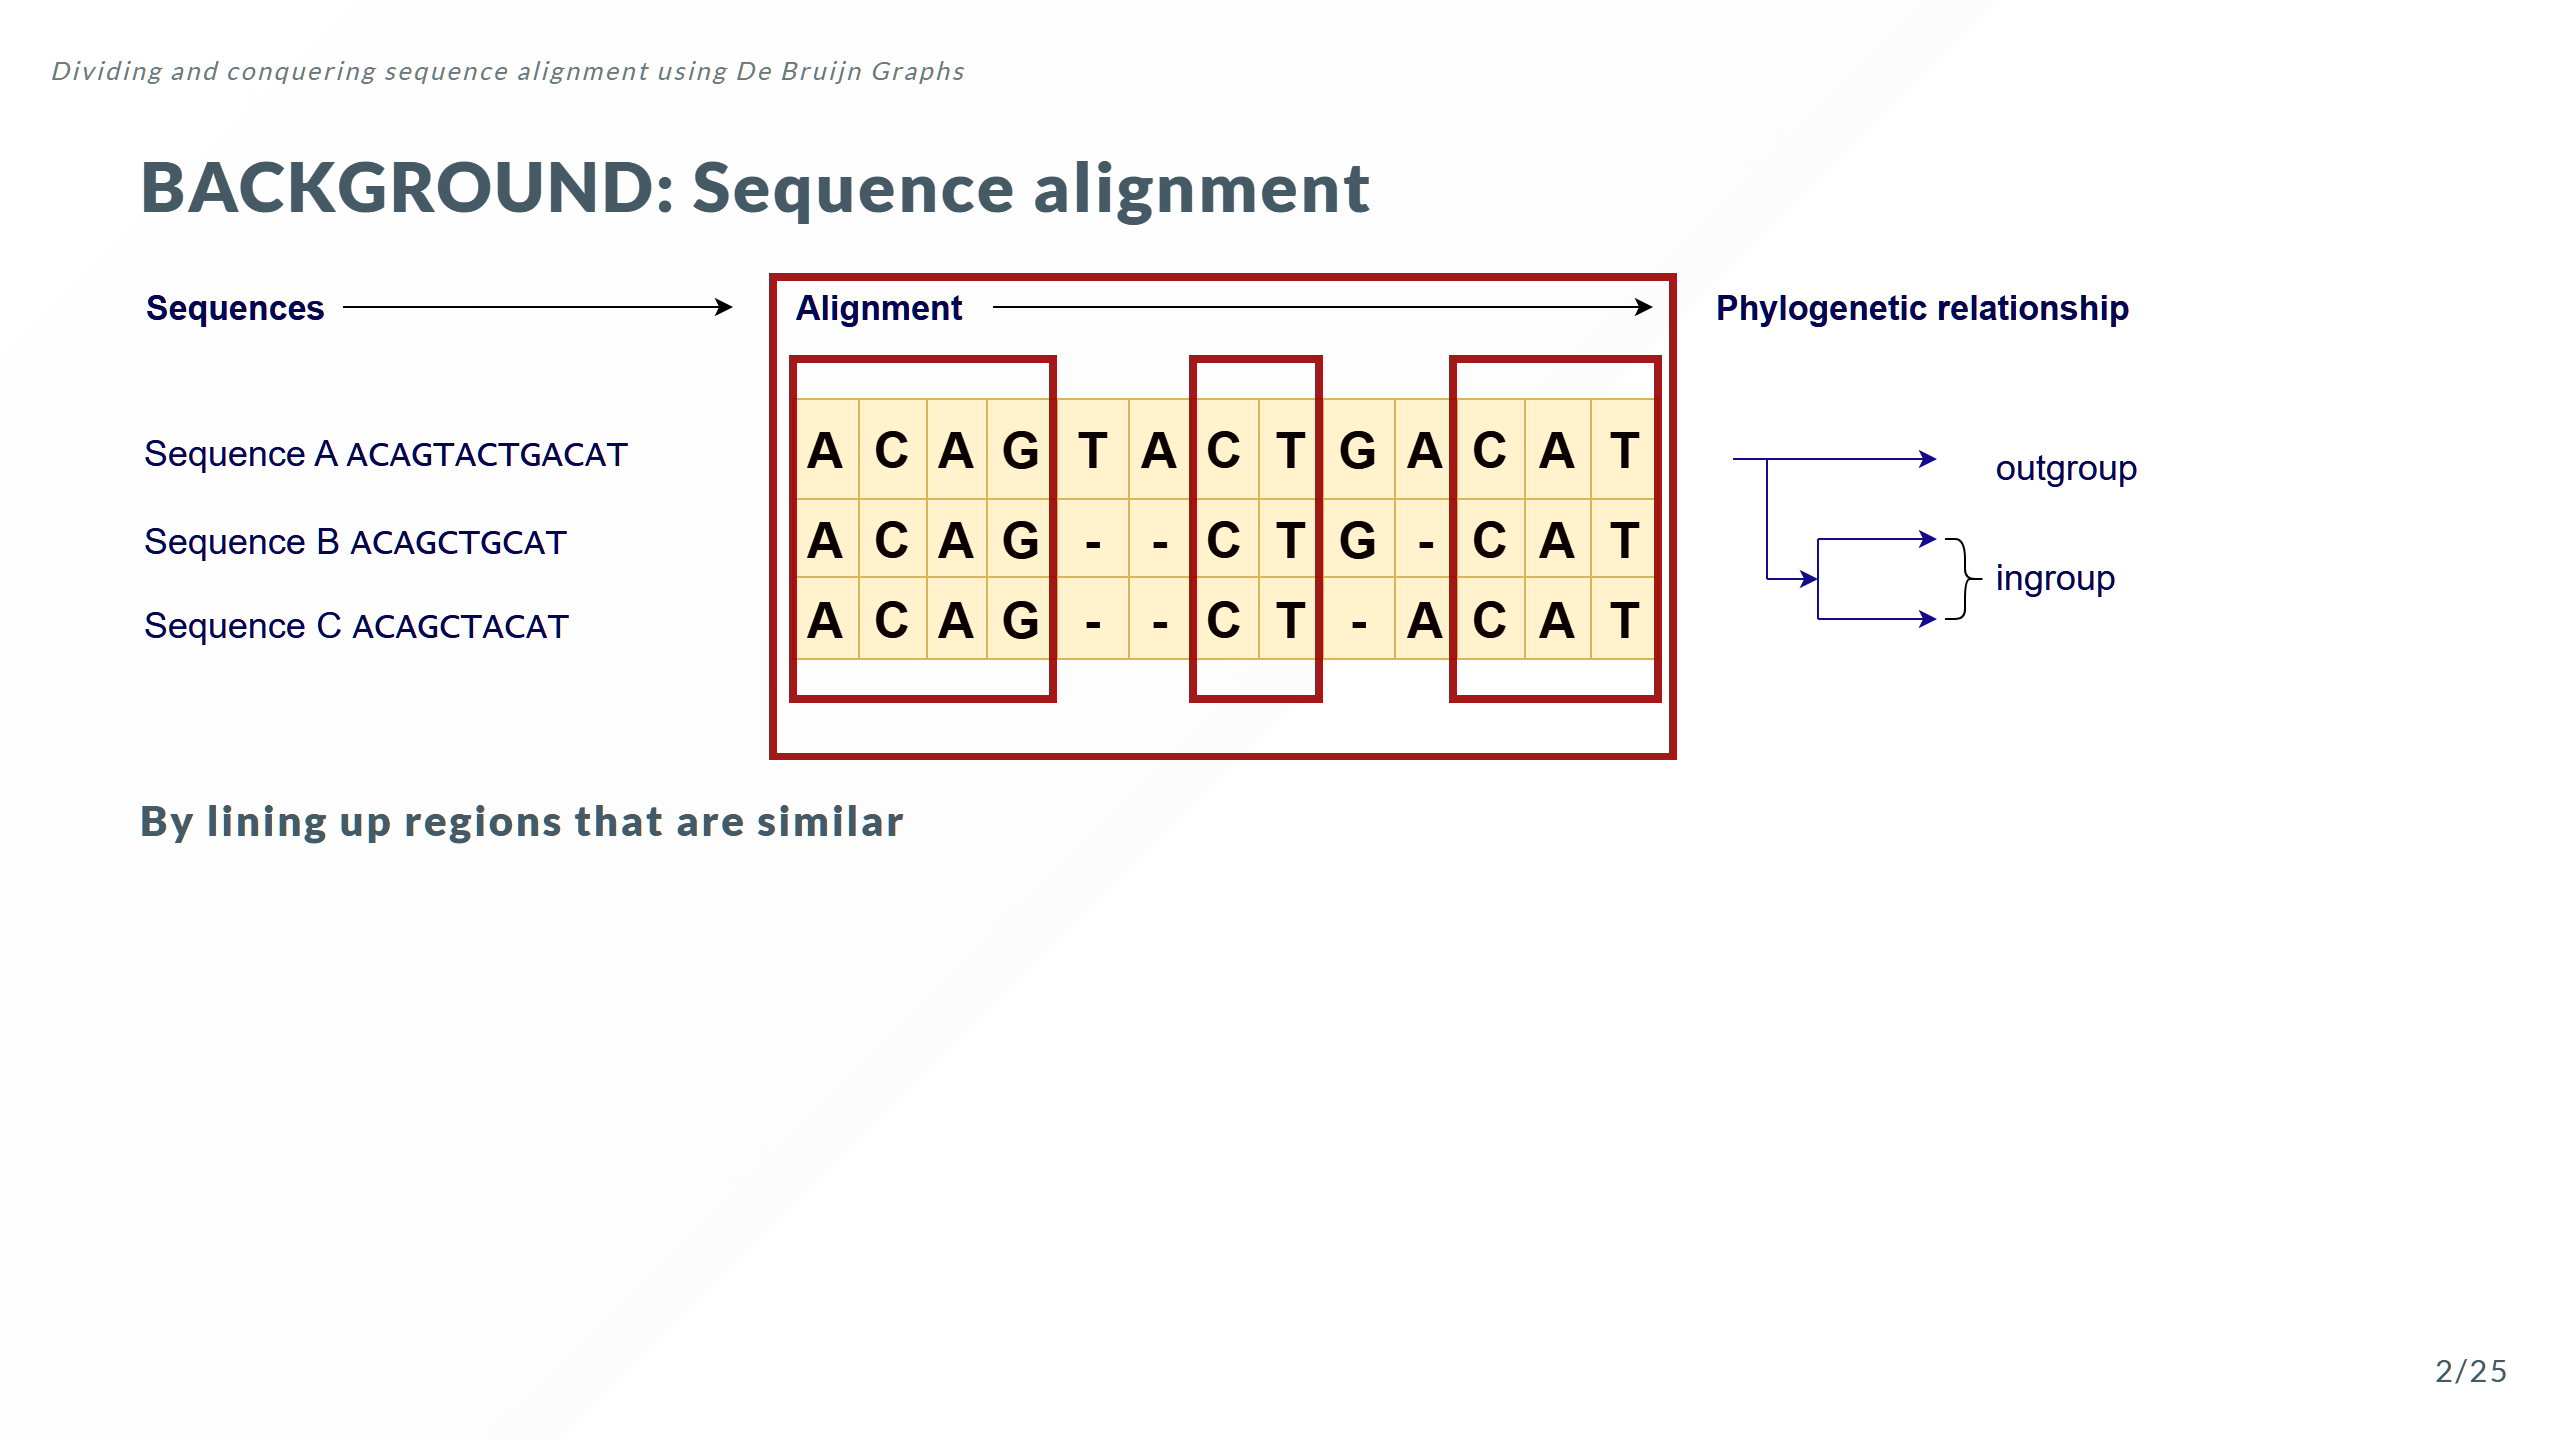 Dividing and conquering sequence alignment using De Bruijn Graphs
BACKGROUND: Sequence alignment
Sequences Alignment Phylogenetic relationship
Sequence A ACAGTACTGACAT
Sequence B ACAGCTGCAT
Sequence C ACAGCTACAT
A C A G T A C T G A C A T
A C A G - - C T G - C A T
A C A G - - C T - A C A T
outgroup
ingroup
By lining up regions that are similar
2/25